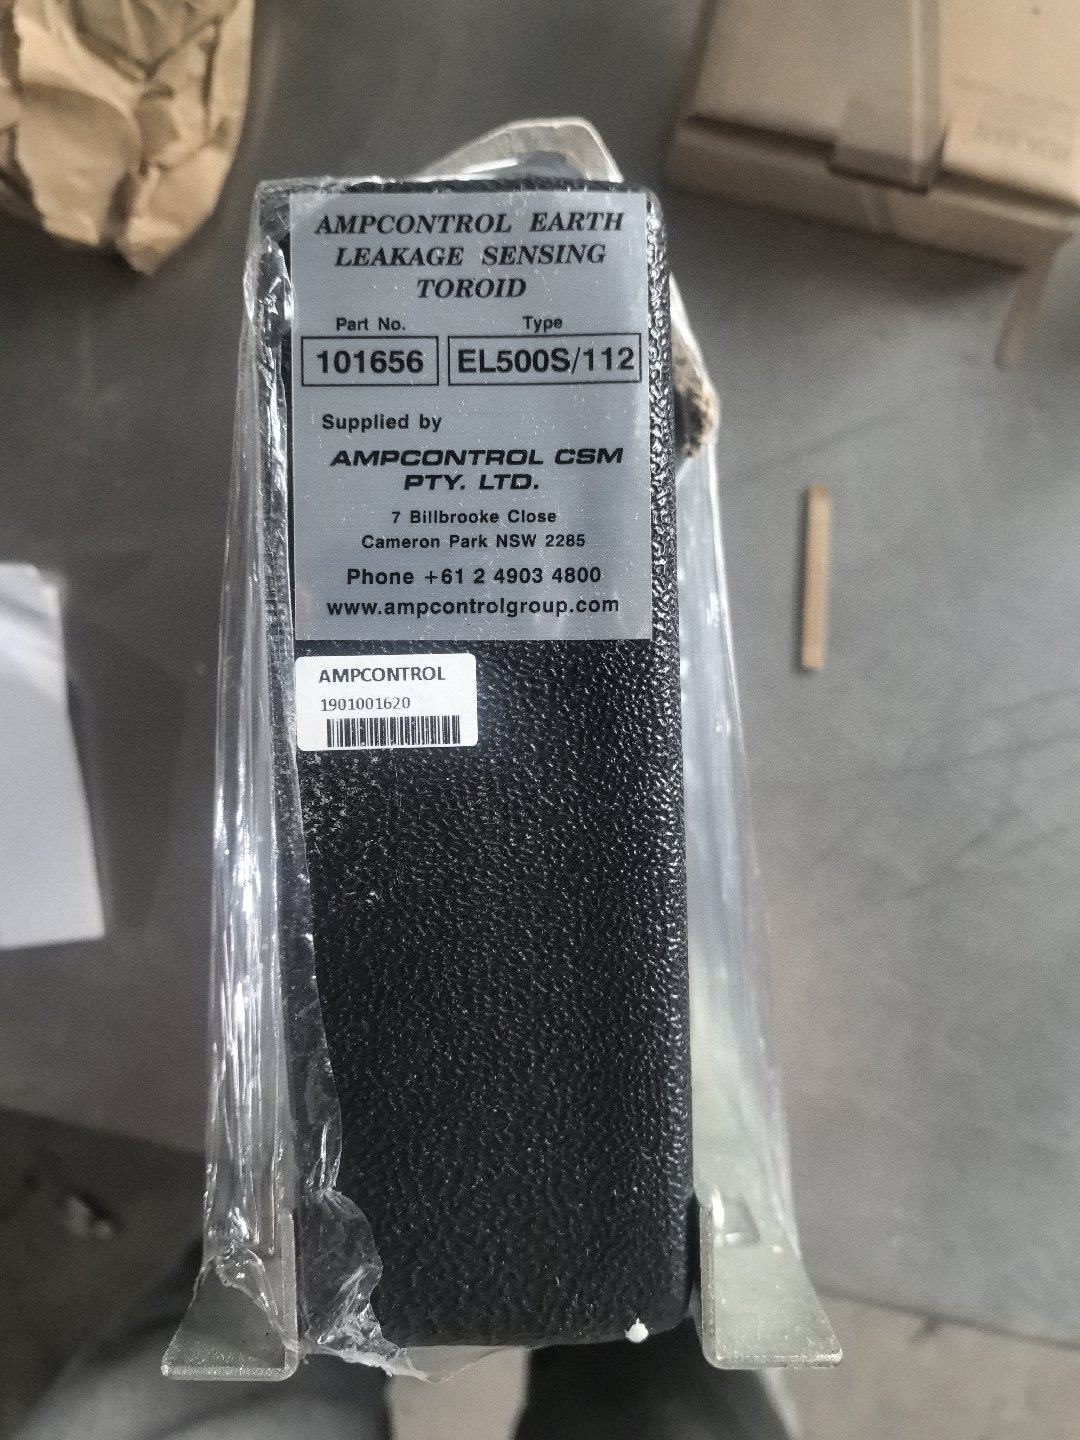 AMPCONTROL EARTH
LEAKAGE SENSING
TOROID
Part No. Type
101656 EL500S/112
Supplied by
AMPCONTROL CSM
PTY. LTD.
7 Billbrooke Close
Cameron Park NSW 2285
Phone +61 2 4903 4800
www.ampcontrolgroup.com
AMPCONTROL
1901001620